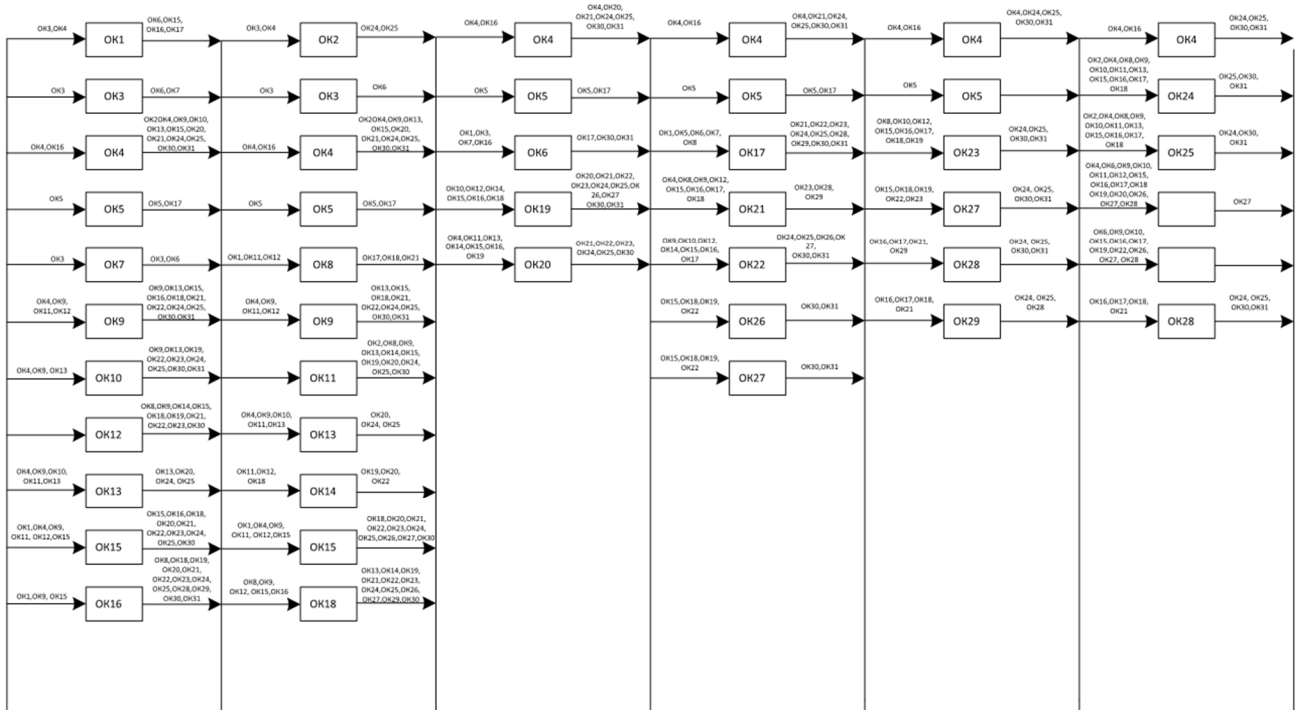 ОК3,ОК4
ОК1
ОК6,ОК15,
ОК16,ОК17
ОК3,ОК4
ОК2
ОК24,ОК25
ОК4,ОК16
ОК4
ОК4,ОК20,
ОК21,ОК24,ОК25,
ОК30,ОК31
ОК4,ОК16
ОК4
ОК4,ОК21,ОК24,
ОК25,ОК30,ОК31
ОК4,ОК16
ОК4
ОК4,ОК24,ОК25,
ОК30,ОК31
ОК4,ОК16
ОК4
ОК24,ОК25,
ОК30,ОК31
ОК3
ОК3
ОК6,ОК7
ОК3
ОК3
ОК6
ОК5
ОК5
ОК5,ОК17
ОК5
ОК5
ОК5,ОК17
ОК5
ОК5
ОК2,ОК4,ОК8,ОК9,
ОК10,ОК11,ОК13,
ОК15,ОК16,ОК17,
ОК18
ОК24
ОК25,ОК30,
ОК31
ОК4,ОК16
ОК4
ОК2ОК4,ОК9,ОК10,
ОК13,ОК15,ОК20,
ОК21,ОК24,ОК25,
ОК30,ОК31
ОК4,ОК16
ОК4
ОК2ОК4,ОК9,ОК13,
ОК15,ОК20,
ОК21,ОК24,ОК25,
ОК30,ОК31
ОК1,ОК3,
ОК7,ОК16
ОК6
ОК17,ОК30,ОК31
ОК1,ОК5,ОК6,ОК7,
ОК8
ОК17
ОК21,ОК22,ОК23,
ОК24,ОК25,ОК28,
ОК29,ОК30,ОК31
ОК8,ОК10,ОК12,
ОК15,ОК16,ОК17,
ОК18,ОК19
ОК23
ОК24,ОК25,
ОК30,ОК31
ОК2,ОК4,ОК8,ОК9,
ОК10,ОК11,ОК13,
ОК15,ОК16,ОК17,
ОК18
ОК25
ОК24,ОК30,
ОК31
ОК5
ОК5
ОК5,ОК17
ОК5
ОК5
ОК5,ОК17
ОК10,ОК12,ОК14,
ОК15,ОК16,ОК18
ОК19
ОК20,ОК21,ОК22,
ОК23,ОК24,ОК25,ОК
26,ОК27
ОК30,ОК31
ОК4,ОК8,ОК9,ОК12,
ОК15,ОК16,ОК17,
ОК18
ОК21
ОК23,ОК28,
ОК29
ОК15,ОК18,ОК19,
ОК22,ОК23
ОК27
ОК24, ОК25,
ОК30,ОК31
ОК4,ОК6,ОК9,ОК10,
ОК11,ОК12,ОК15,
ОК16,ОК17,ОК18
ОК19,ОК20,ОК26,
ОК27,ОК28
ОК27
ОК3
ОК7
ОК3,ОК6
ОК1,ОК11,ОК12
ОК8
ОК17,ОК18,ОК21
ОК4,ОК11,ОК13,
ОК14,ОК15,ОК16,
ОК19
ОК20
ОК21,ОК22,ОК23,
ОК24,ОК25,ОК30
ОК9,ОК10,ОК12,
ОК14,ОК15,ОК16,
ОК17
ОК22
ОК24,ОК25,ОК26,ОК
27,
ОК30,ОК31
ОК16,ОК17,ОК21,
ОК29
ОК28
ОК24, ОК25,
ОК30,ОК31
ОК6,ОК9,ОК10,
ОК15,ОК16,ОК17,
ОК19,ОК22,ОК26,
ОК27, ОК28
ОК4,ОК9,
ОК11,ОК12
ОК9
ОК9,ОК13,ОК15,
ОК16,ОК18,ОК21,
ОК22,ОК24,ОК25,
ОК30,ОК31
ОК4,ОК9,
ОК11,ОК12
ОК9
ОК13,ОК15,
ОК18,ОК21,
ОК22,ОК24,ОК25,
ОК30,ОК31
ОК15,ОК18,ОК19,
ОК22
ОК26
ОК30,ОК31
ОК16,ОК17,ОК18,
ОК21
ОК29
ОК24, ОК25,
ОК28
ОК16,ОК17,ОК18,
ОК21
ОК28
ОК24, ОК25,
ОК30,ОК31
ОК4,ОК9, ОК13
ОК10
ОК9,ОК13,ОК19,
ОК22,ОК23,ОК24,
ОК25,ОК30,ОК31
ОК11
ОК2,ОК8,ОК9,
ОК13,ОК14,ОК15,
ОК19,ОК20,ОК24,
ОК25,ОК30
ОК15,ОК18,ОК19,
ОК22
ОК27
ОК30,ОК31
ОК12
ОК8,ОК9,ОК14,ОК15,
ОК18,ОК19,ОК21,
ОК22,ОК23,ОК30
ОК4,ОК9,ОК10,
ОК11,ОК13
ОК13
ОК20,
ОК24, ОК25
ОК4,ОК9,ОК10,
ОК11,ОК13
ОК13
ОК13,ОК20,
ОК24, ОК25
ОК11,ОК12,
ОК18
ОК14
ОК19,ОК20,
ОК22
ОК1,ОК4,ОК9,
ОК11, ОК12,ОК15
ОК15
ОК15,ОК16,ОК18,
ОК20,ОК21,
ОК22,ОК23,ОК24,
ОК25,ОК30
ОК1,ОК4,ОК9,
ОК11, ОК12,ОК15
ОК15
ОК18,ОК20,ОК21,
ОК22,ОК23,ОК24,
ОК25,ОК26,ОК27,ОК30
ОК1,ОК9, ОК15
ОК16
ОК8,ОК18,ОК19,
ОК20,ОК21,
ОК22,ОК23,ОК24,
ОК25,ОК28,ОК29,
ОК30,ОК31
ОК8,ОК9,
ОК12, ОК15,ОК16
ОК18
ОК13,ОК14,ОК19,
ОК21,ОК22,ОК23,
ОК24,ОК25,ОК26,
ОК27,ОК29,ОК30